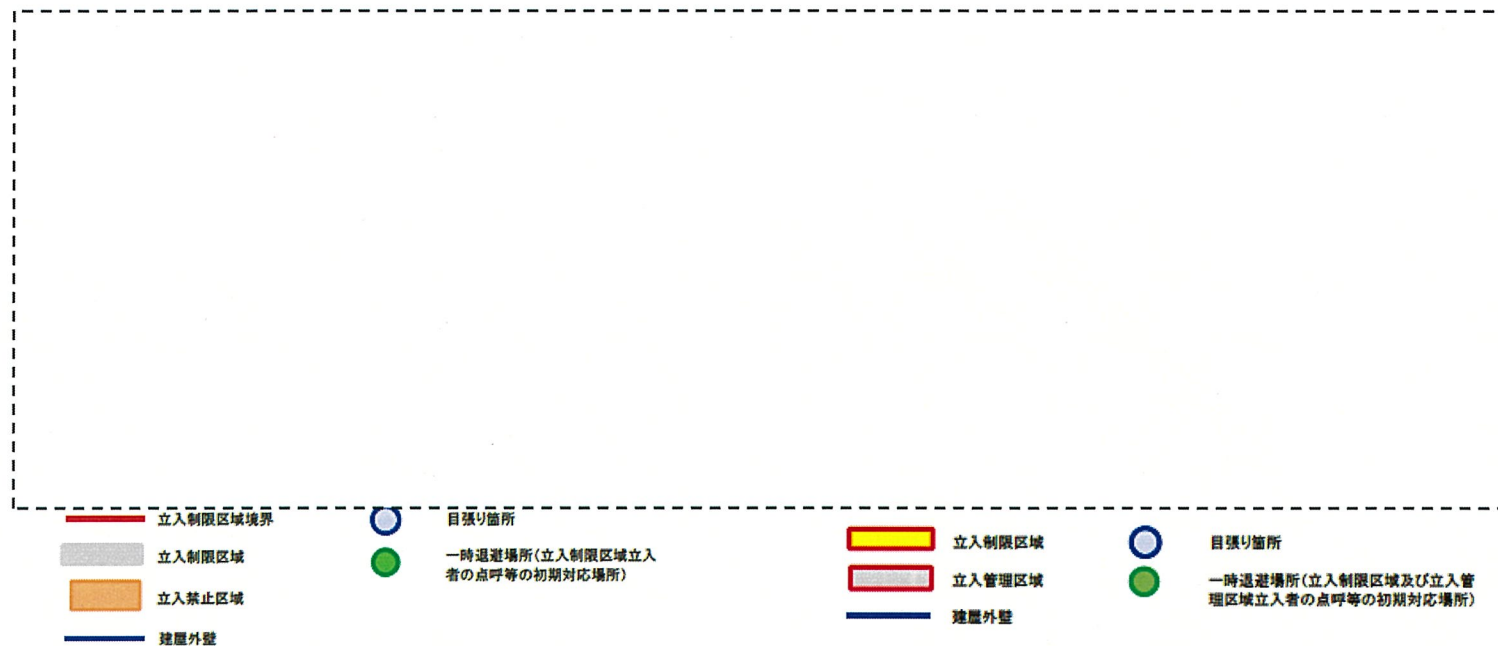 立入制限区域境界
立入制限区域
立入禁止区域
建屋外壁
目張り箇所
一時退避場所(立入制限区域立入
者の点呼等の初期対応場所)
立入制限区域
立入管理区域
建屋外壁
目張り箇所
一時退避場所(立入制限区域及び立入管
理区域立入者の点呼等の初期対応場所)